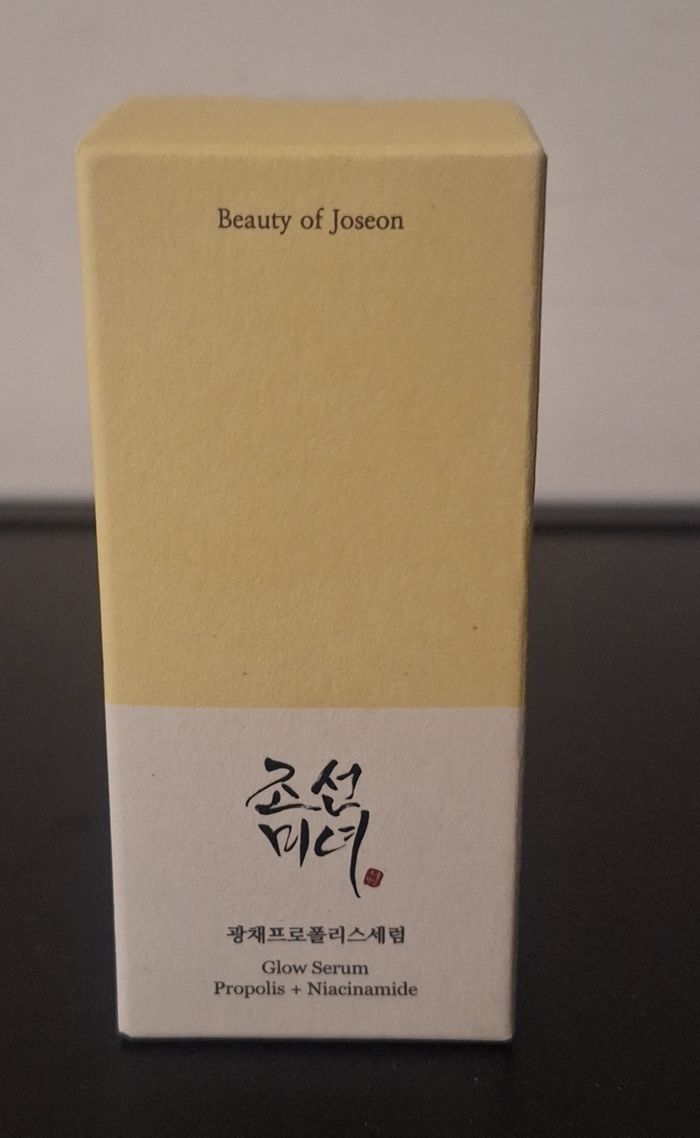 Beauty of Joseon
조선
미녀
광채프로폴리스세럼
Glow Serum
Propolis + Niacinamide